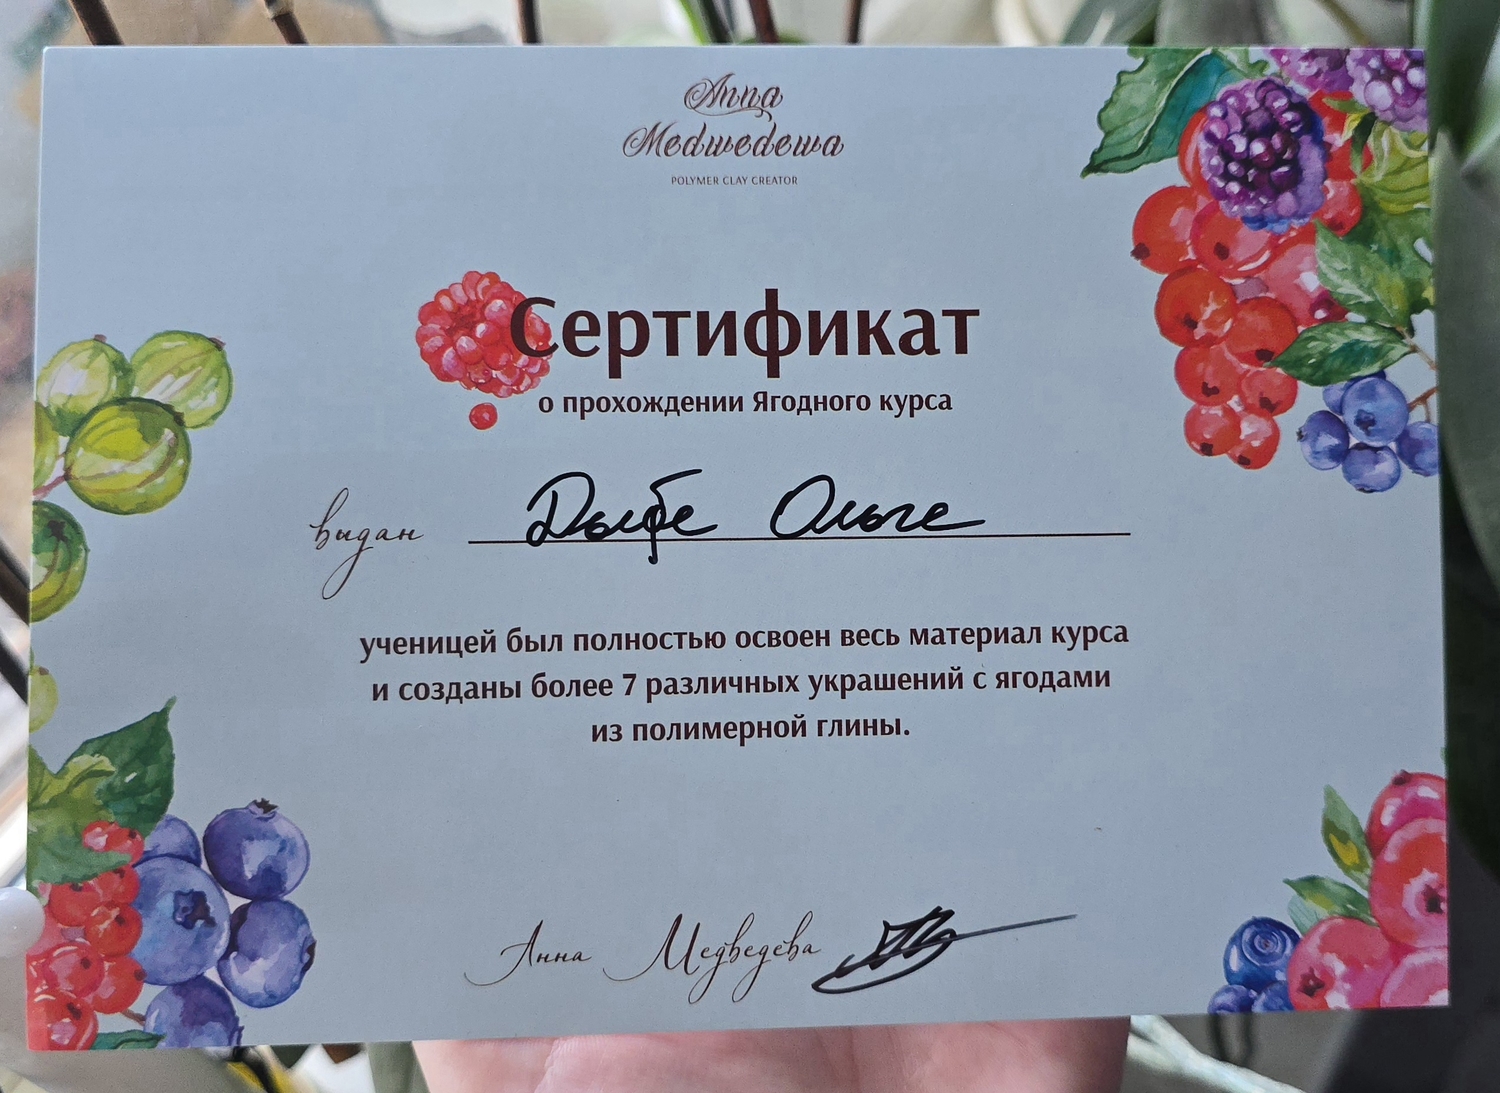 Anna
Medwedewa
POLYMER CLAY CREATOR
Сертификат
о прохождении Ягодного курса
выдан Дыбе Ольге
ученицей был полностью освоен весь материал курса
и созданы более 7 различных украшений с ягодами
из полимерной глины.
Анна Медведева